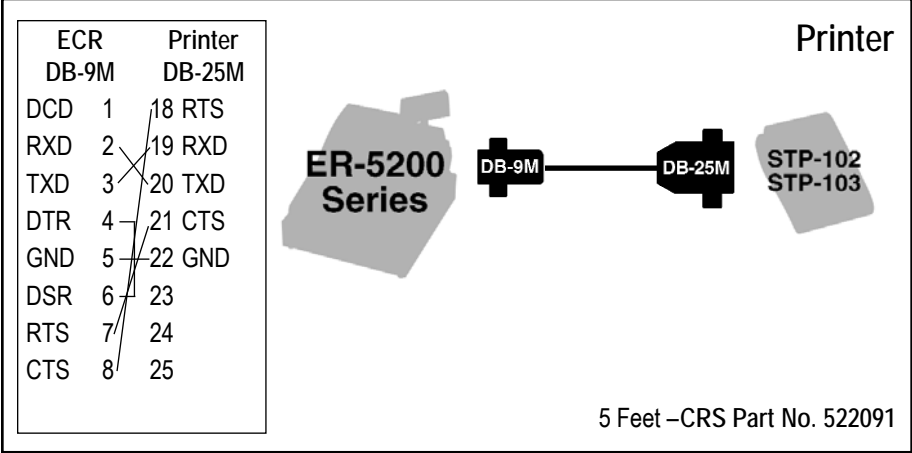 ECR Printer
DB-9M DB-25M
DCD 1 18 RTS
RXD 2 19 RXD
TXD 3 20 TXD
DTR 4 21 CTS
GND 5 22 GND
DSR 6 23
RTS 7 24
CTS 8 25
Printer
ER-5200
Series
DB-9M
DB-25M
STP-102
STP-103
5 Feet –CRS Part No. 522091